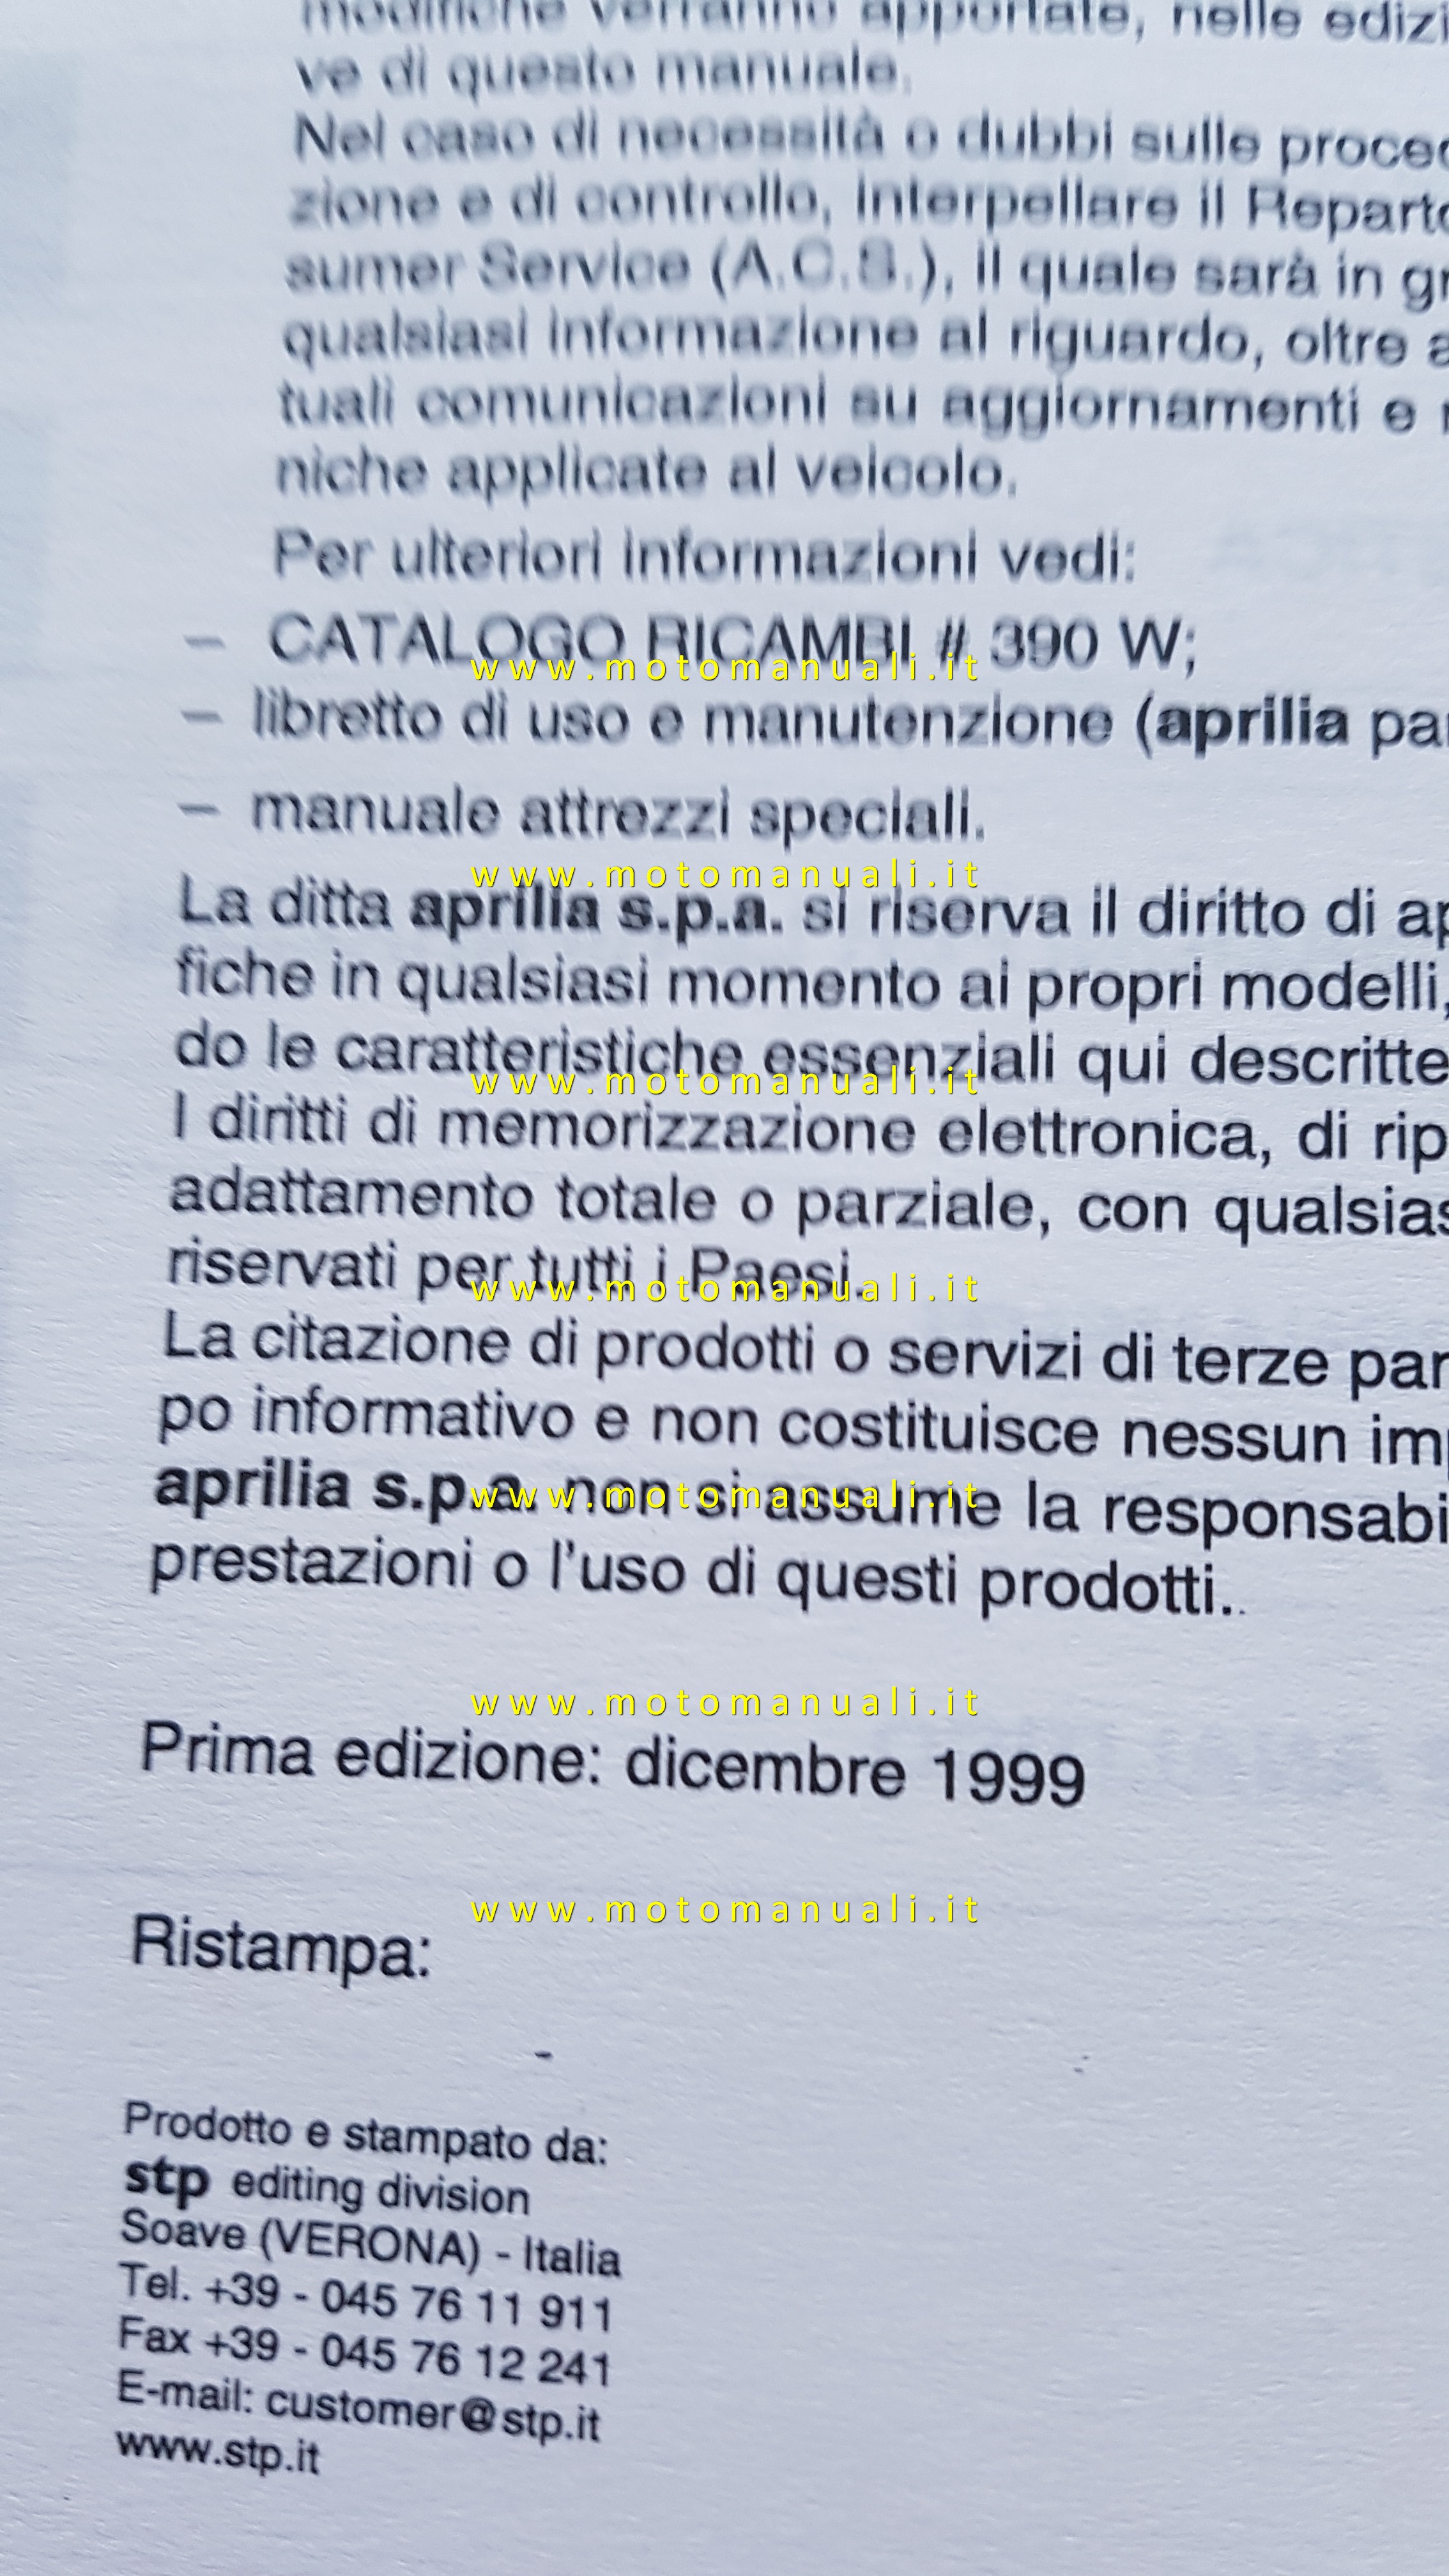 modifiche verranno apportate, nelle edizi
ve di questo manuale.
Nel caso di necessità o dubbi sulle proced
zione e di controllo, interpellare il Reparto
sumer Service (A.C.S.), il quale sarà in gr
qualsiasi informazione al riguardo, oltre a
tuali comunicazioni su aggiornamenti e
niche applicate al veicolo.
Per ulteriori informazioni vedi:
– CATALOGO RICAMBI # 390 W;
www.motomanuali.it
– libretto di uso e manutenzione (aprilia par
– manuale attrezzi speciali.
www.motomanuali.it
La ditta aprilia s.p.a. si riserva il diritto di ap
fiche in qualsiasi momento ai propri modelli,
do le caratteristiche essenziali qui descritte
www.motomanuali.it
I diritti di memorizzazione elettronica, di rip
adattamento totale o parziale, con qualsias
riservati per tutti i Paesi.
www.motomanuali.it
La citazione di prodotti o servizi di terze par
po informativo e non costituisce nessun imp
aprilia s.p.a. non si assume la responsabi
www.motomanuali.it
prestazioni o l'uso di questi prodotti..
www.motomanuali.it
Prima edizione: dicembre 1999
www.motomanuali.it
Ristampa:
Prodotto e stampato da:
stp editing division
Soave (VERONA) - Italia
Tel. +39 - 045 76 11 911
Fax +39 - 045 76 12 241
E-mail: customer@stp.it
www.stp.it